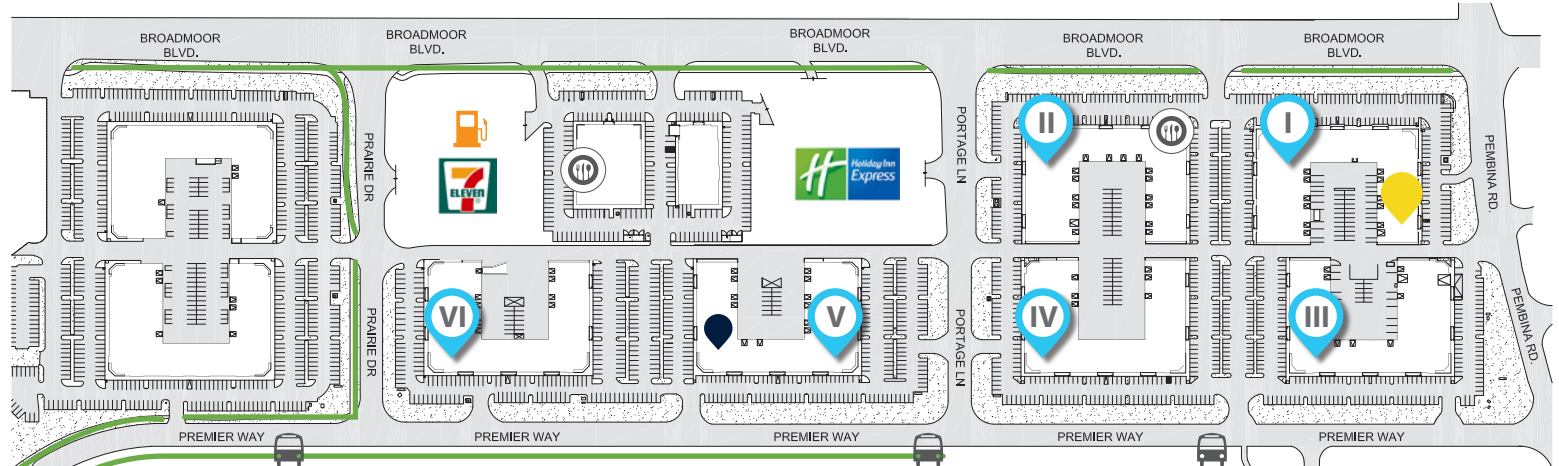 BROADMOOR
BLVD.
BROADMOOR
BLVD.
BROADMOOR
BLVD.
BROADMOOR
BLVD.
BROADMOOR
BLVD.
PRAIRIE DR
7
ELEVEN
®
H
Holiday Inn
Express
PORTAGE LN
II
I
PEMBINA RD.
VI
V
IV
III
PRAIRIE DR
PORTAGE LN
PEMBINA RD.
PREMIER WAY
PREMIER WAY
PREMIER WAY
PREMIER WAY
PREMIER WAY